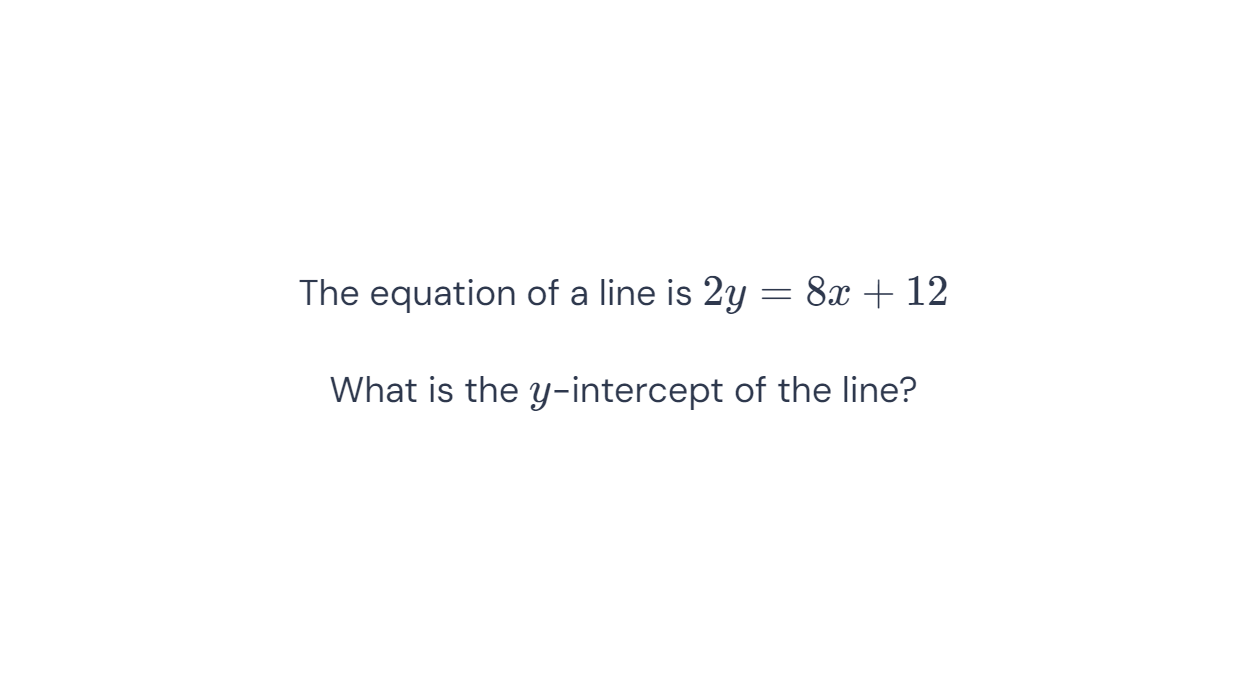 The equation of a line is 2y = 8x + 12
What is the y-intercept of the line?